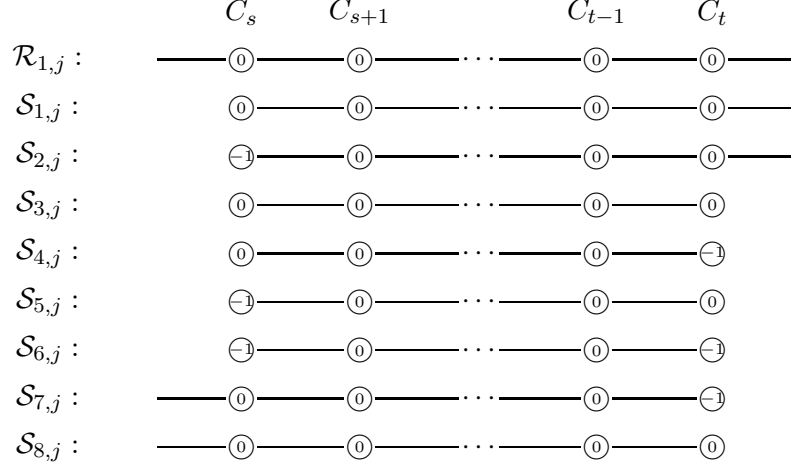 C_s C_{s+1} C_{t−1} C_t
R_{1,j} : 0 0 ··· 0 0
S_{1,j} : 0 0 ··· 0 0
S_{2,j} : −1 0 ··· 0 0
S_{3,j} : 0 0 ··· 0 0
S_{4,j} : 0 0 ··· 0 −1
S_{5,j} : −1 0 ··· 0 0
S_{6,j} : −1 0 ··· 0 −1
S_{7,j} : 0 0 ··· 0 −1
S_{8,j} : 0 0 ··· 0 0